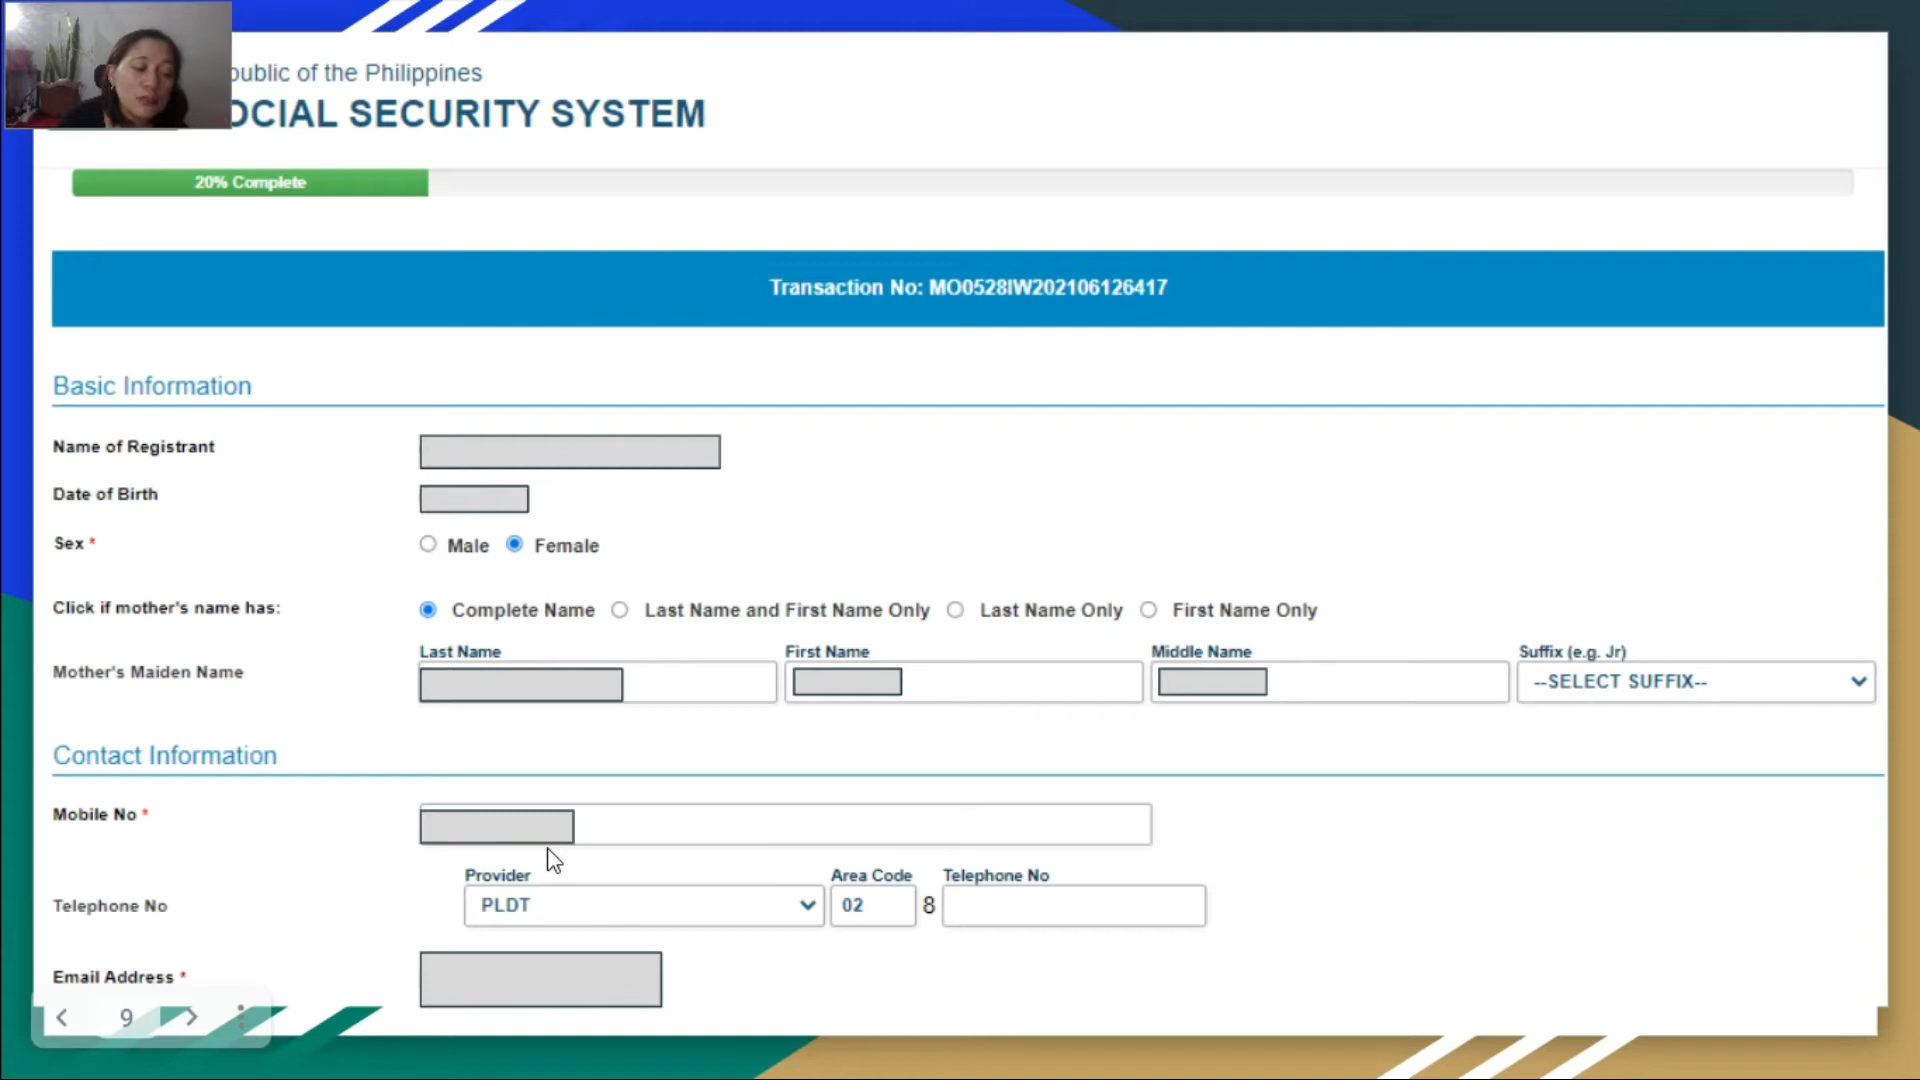 public of the Philippines
OCIAL SECURITY SYSTEM
20% Complete
Transaction No: MO0528IW202106126417
Basic Information
Name of Registrant
Date of Birth
Sex * Male Female
Click if mother's name has: Complete Name Last Name and First Name Only Last Name Only First Name Only
Last Name First Name Middle Name Suffix (e.g. Jr)
Mother's Maiden Name --SELECT SUFFIX--
Contact Information
Mobile No *
Provider Area Code Telephone No
Telephone No PLDT 02 8
Email Address *
9